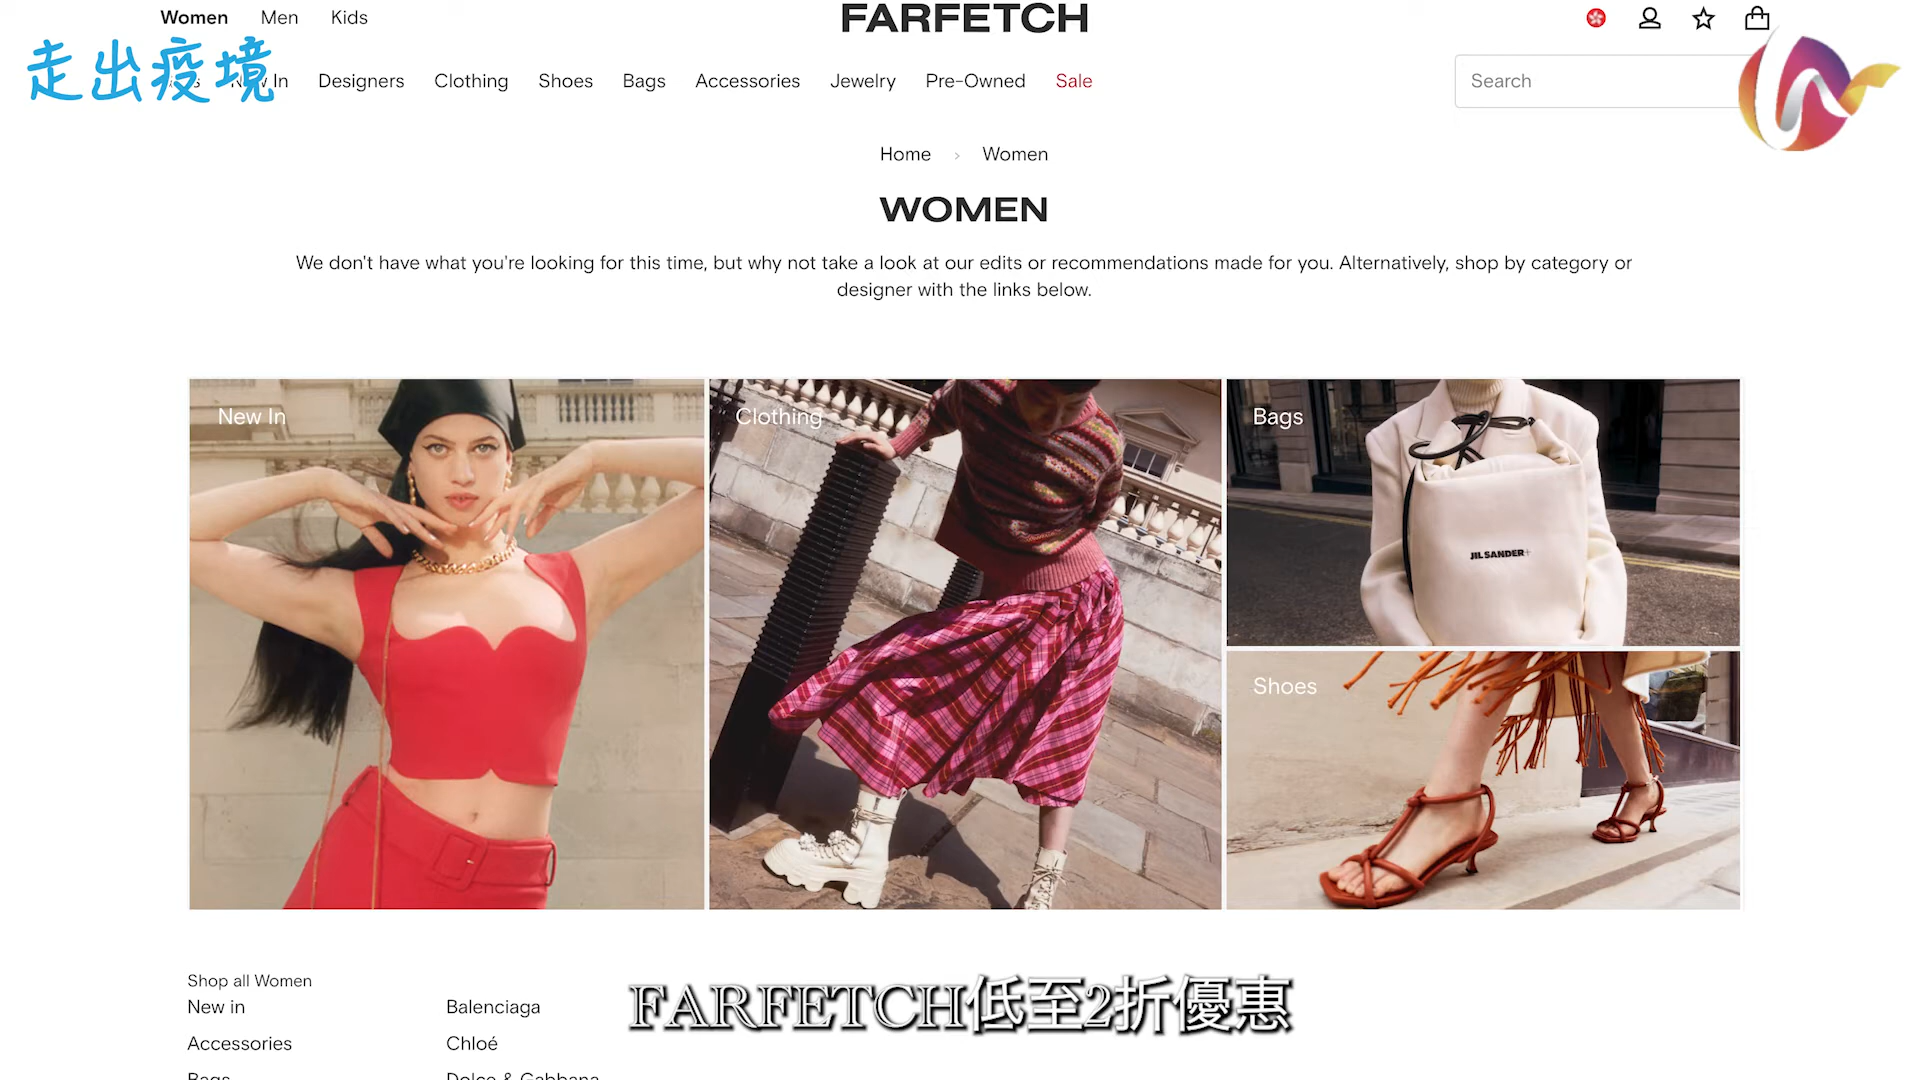 Women Men Kids
FARFETCH
走出疫境
In Designers Clothing Shoes Bags Accessories Jewelry Pre-Owned Sale
Search
Home > Women
WOMEN
We don't have what you're looking for this time, but why not take a look at our edits or recommendations made for you. Alternatively, shop by category or
designer with the links below.
New In
Clothing
Bags
JIL SANDER+
Shoes
Shop all Women
New in
Balenciaga
Accessories
Chloé
Bags
Dolce & Gabbana
FARFETCH低至2折優惠